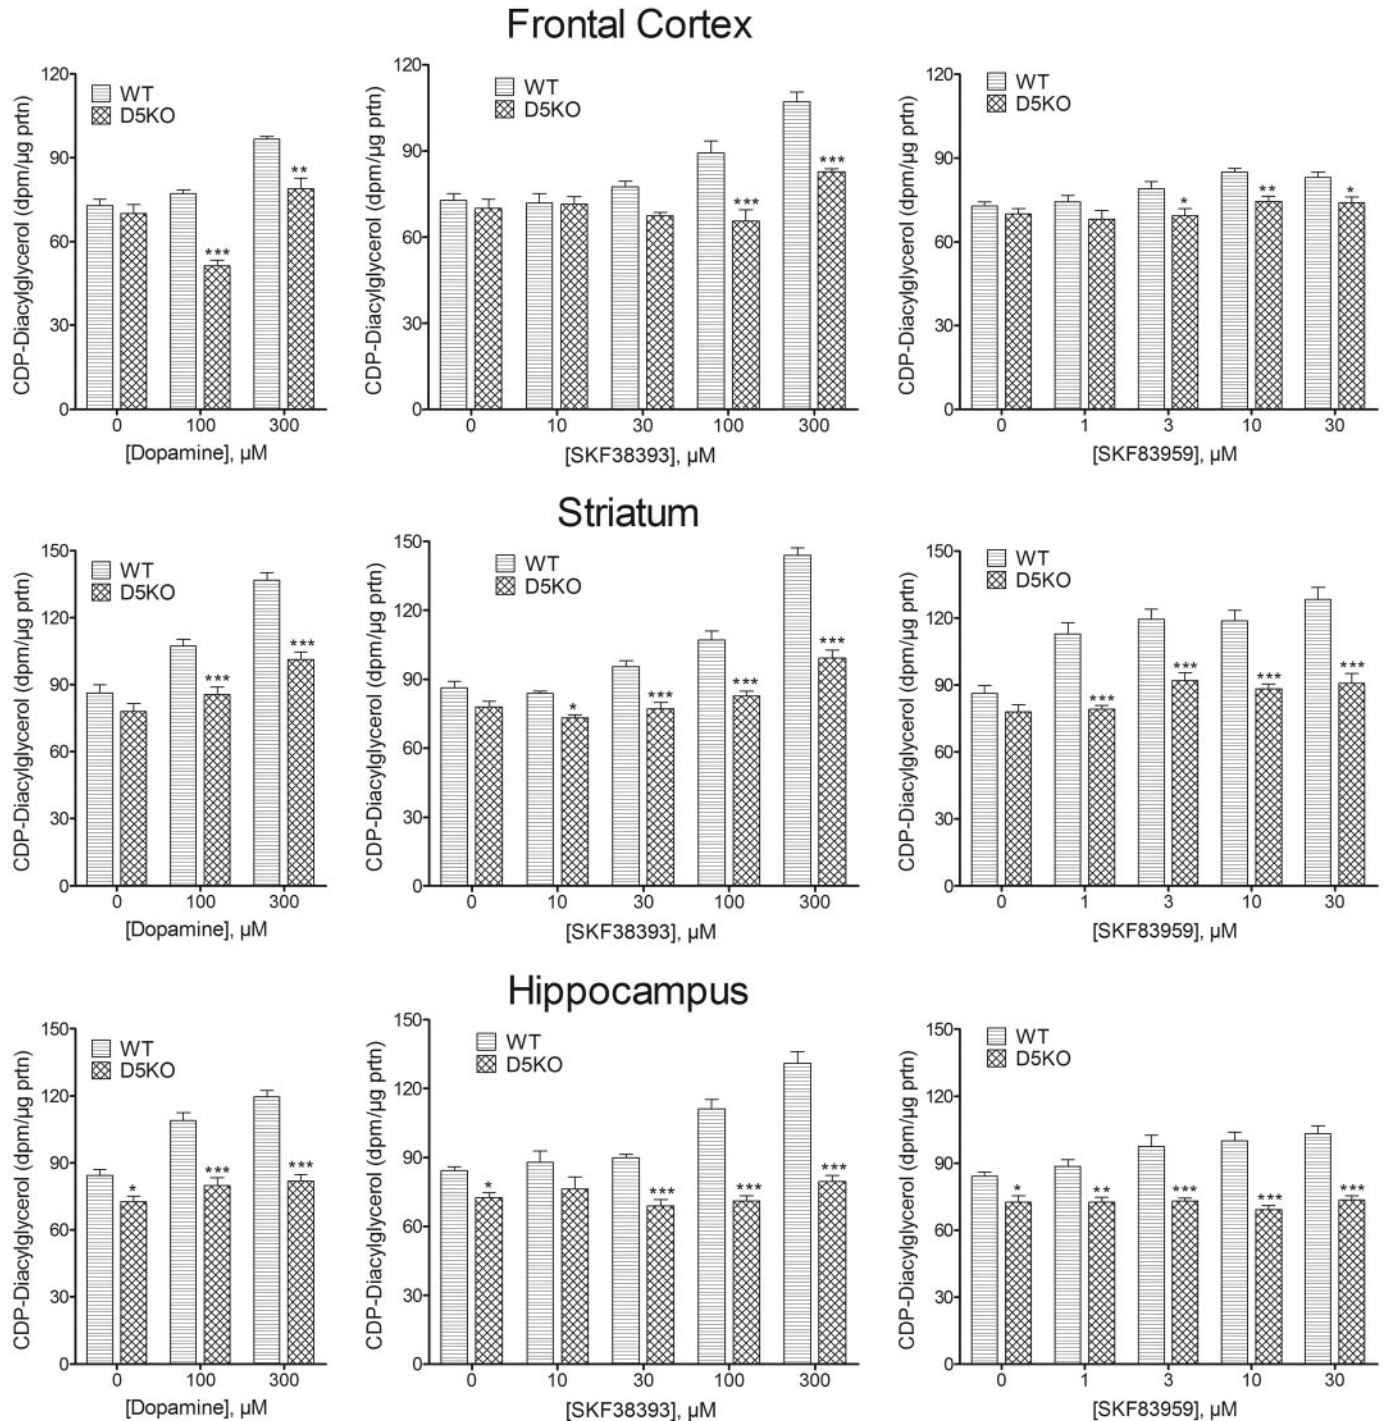 Frontal Cortex
CDP-Diacylglycerol (dpm/µg prtn)
120
90
60
30
0
WT
D5KO
***
**
0 100 300
[Dopamine], µM
CDP-Diacylglycerol (dpm/µg prtn)
120
90
60
30
0
WT
D5KO
***
***
0 10 30 100 300
[SKF38393], µM
CDP-Diacylglycerol (dpm/µg prtn)
120
90
60
30
0
WT
D5KO
*
**
*
0 1 3 10 30
[SKF83959], µM
Striatum
CDP-Diacylglycerol (dpm/µg prtn)
150
120
90
60
30
0
WT
D5KO
***
***
0 100 300
[Dopamine], µM
CDP-Diacylglycerol (dpm/µg prtn)
150
120
90
60
30
0
WT
D5KO
*
***
***
***
0 10 30 100 300
[SKF38393], µM
CDP-Diacylglycerol (dpm/µg prtn)
150
120
90
60
30
0
WT
D5KO
***
***
***
***
0 1 3 10 30
[SKF83959], µM
Hippocampus
CDP-Diacylglycerol (dpm/µg prtn)
150
120
90
60
30
0
WT
D5KO
*
***
***
0 100 300
[Dopamine], µM
CDP-Diacylglycerol (dpm/µg prtn)
150
120
90
60
30
0
WT
D5KO
*
***
***
***
0 10 30 100 300
[SKF38393], µM
CDP-Diacylglycerol (dpm/µg prtn)
150
120
90
60
30
0
WT
D5KO
*
**
***
***
***
0 1 3 10 30
[SKF83959], µM